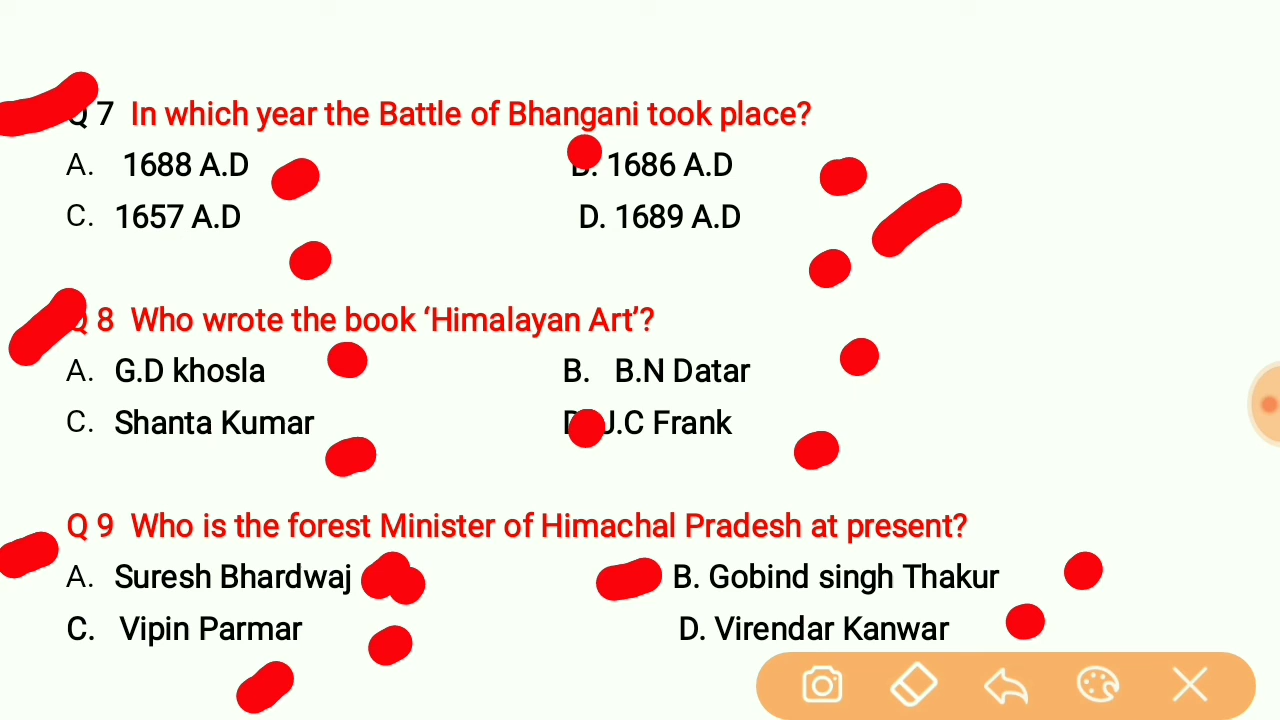 Q 7 In which year the Battle of Bhangani took place?
A. 1688 A.D B. 1686 A.D
C. 1657 A.D D. 1689 A.D
Q 8 Who wrote the book ‘Himalayan Art’?
A. G.D khosla B. B.N Datar
C. Shanta Kumar D. J.C Frank
Q 9 Who is the forest Minister of Himachal Pradesh at present?
A. Suresh Bhardwaj B. Gobind singh Thakur
C. Vipin Parmar D. Virendar Kanwar